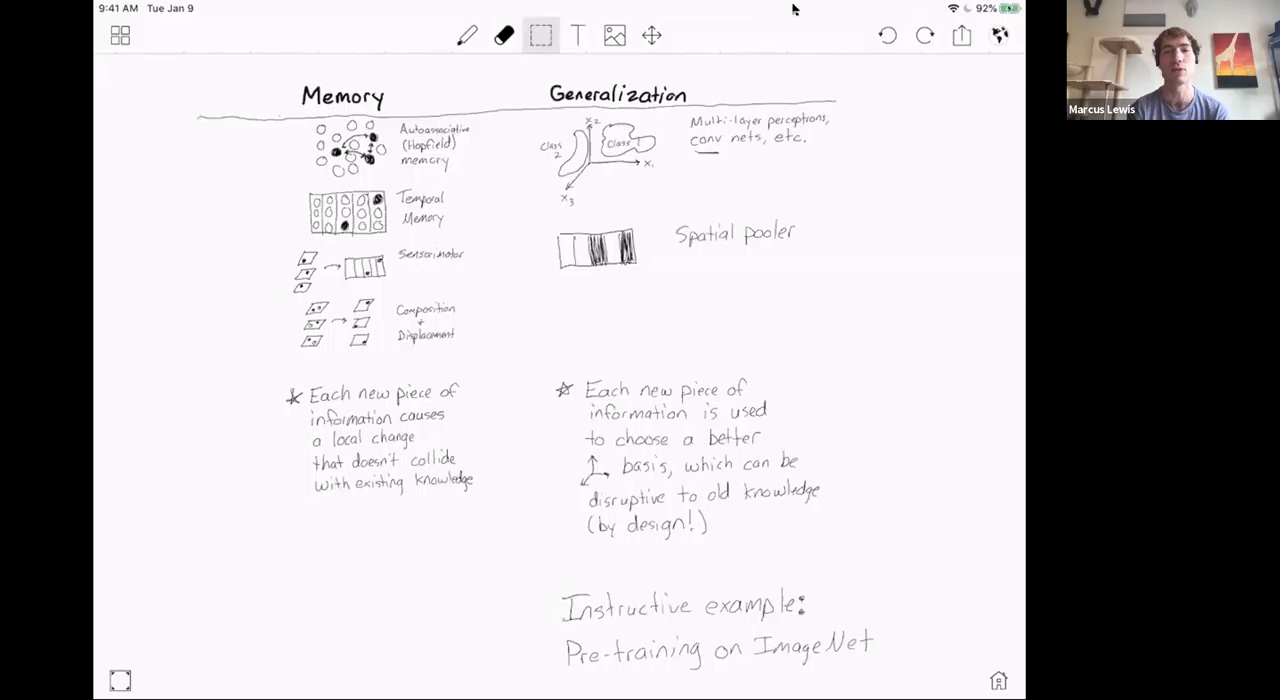 9:41 AM Tue Jan 9
92%
Marcus Lewis
Memory
Generalization
Autoassociative
(Hopfield)
memory
Temporal
Memory
Sensorimotor
Composition
+
Displacement
* Each new piece of
information causes
a local change
that doesn't collide
with existing knowledge
x2
Class
2
Class 1
x1
x3
Multi-layer perceptrons,
conv nets, etc.
Spatial pooler
* Each new piece of
information is used
to choose a better
basis, which can be
disruptive to old knowledge
(by design!)
Instructive example:
Pre-training on ImageNet
T